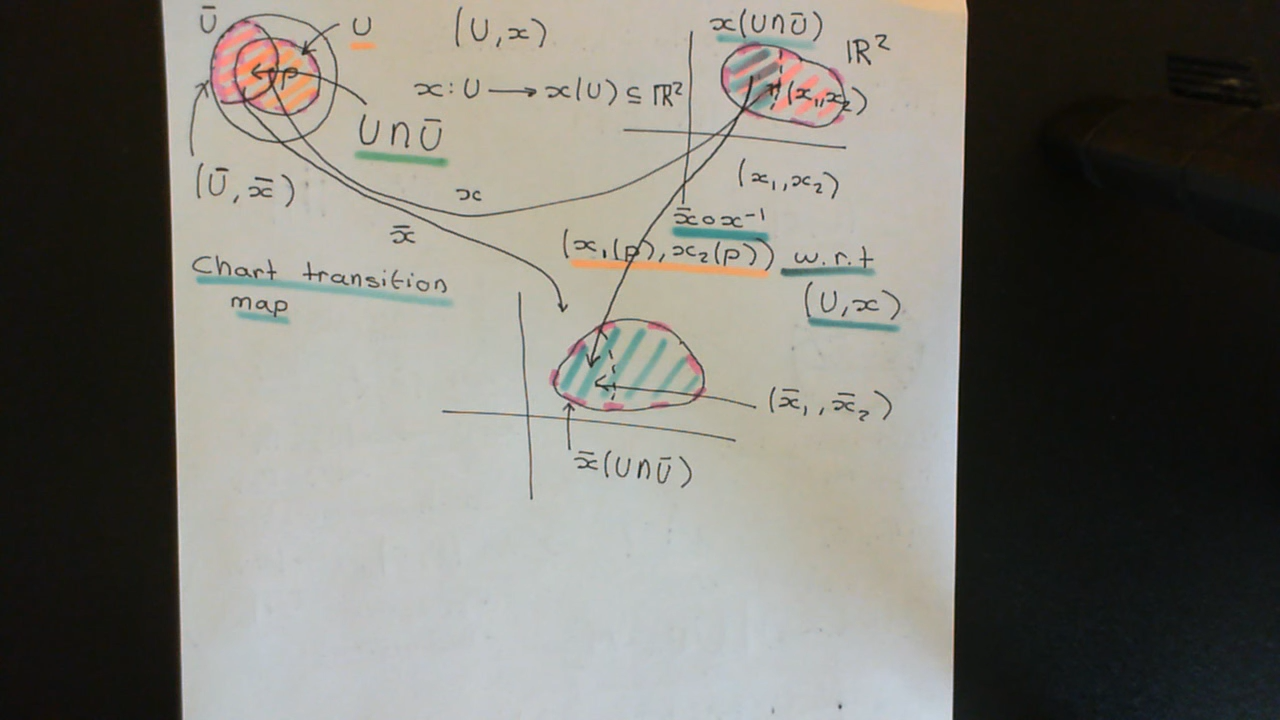 Ū
U
(U, x)
x(U∩Ū)
ℝ²
p
x : U ⟶ x(U) ⊆ ℝ²
(x₁, x₂)
U∩Ū
(Ū, x̄)
x
(x₁, x₂)
x̄
x̄∘x⁻¹
(x₁(p), x₂(p)) w.r.t
(U, x)
Chart transition
map
(x̄₁, x̄₂)
x̄(U∩Ū)